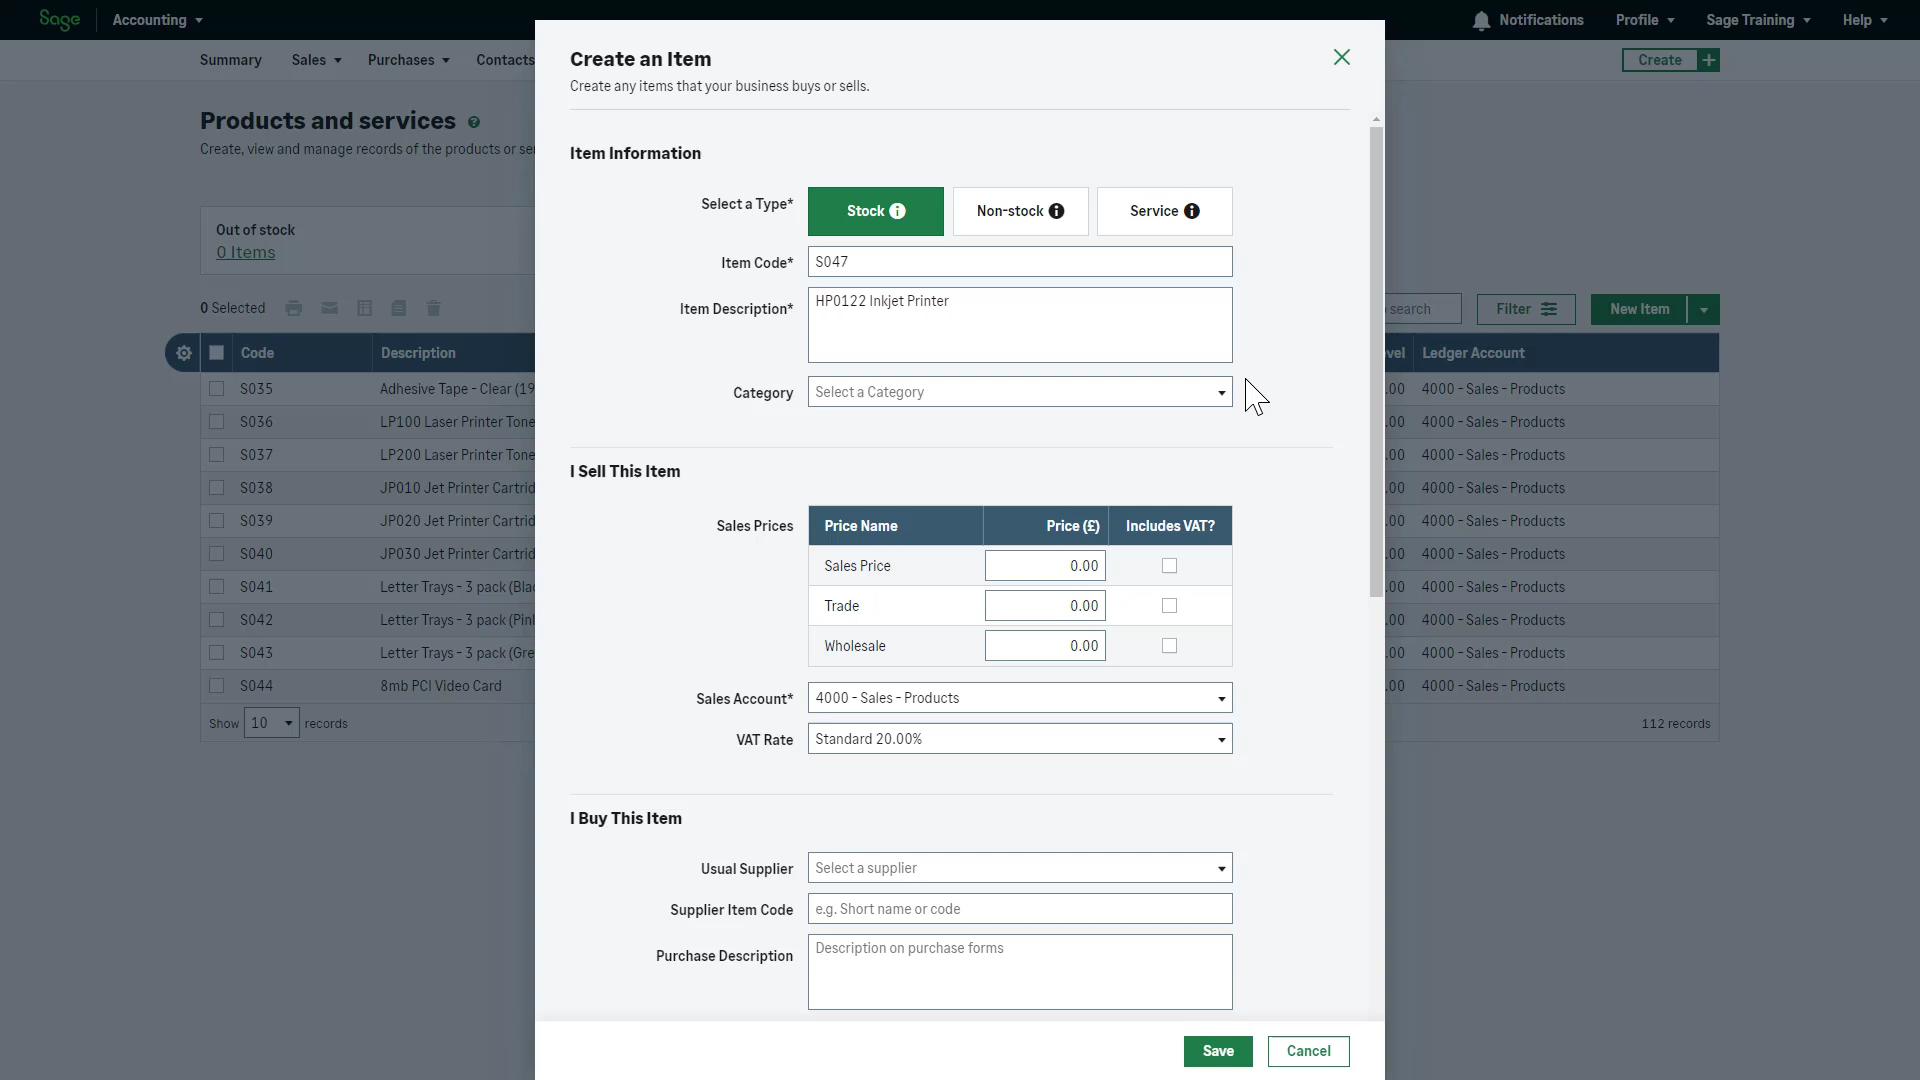 Sage
Accounting
Notifications
Profile
Sage Training
Help
Summary
Sales
Purchases
Contacts
Create +
Products and services
Create, view and manage records of the products or
Out of stock
0 Items
0 Selected
search
Filter
New Item
Code
Description
Ledger Account
S035
Adhesive Tape - Clear (19
.00
4000 - Sales - Products
S036
LP100 Laser Printer Tone
.00
4000 - Sales - Products
S037
LP200 Laser Printer Tone
.00
4000 - Sales - Products
S038
JP010 Jet Printer Cartrid
.00
4000 - Sales - Products
S039
JP020 Jet Printer Cartrid
.00
4000 - Sales - Products
S040
JP030 Jet Printer Cartrid
.00
4000 - Sales - Products
S041
Letter Trays - 3 pack (Bla
.00
4000 - Sales - Products
S042
Letter Trays - 3 pack (Pin
.00
4000 - Sales - Products
S043
Letter Trays - 3 pack (Gre
.00
4000 - Sales - Products
S044
8mb PCI Video Card
.00
4000 - Sales - Products
Show 10 records
112 records
Create an Item
Create any items that your business buys or sells.
Item Information
Select a Type*
Stock
Non-stock
Service
Item Code*
S047
Item Description*
HP0122 Inkjet Printer
Category
Select a Category
I Sell This Item
Sales Prices
Price Name
Price (£)
Includes VAT?
Sales Price
0.00
Trade
0.00
Wholesale
0.00
Sales Account*
4000 - Sales - Products
VAT Rate
Standard 20.00%
I Buy This Item
Usual Supplier
Select a supplier
Supplier Item Code
e.g. Short name or code
Purchase Description
Description on purchase forms
Save
Cancel